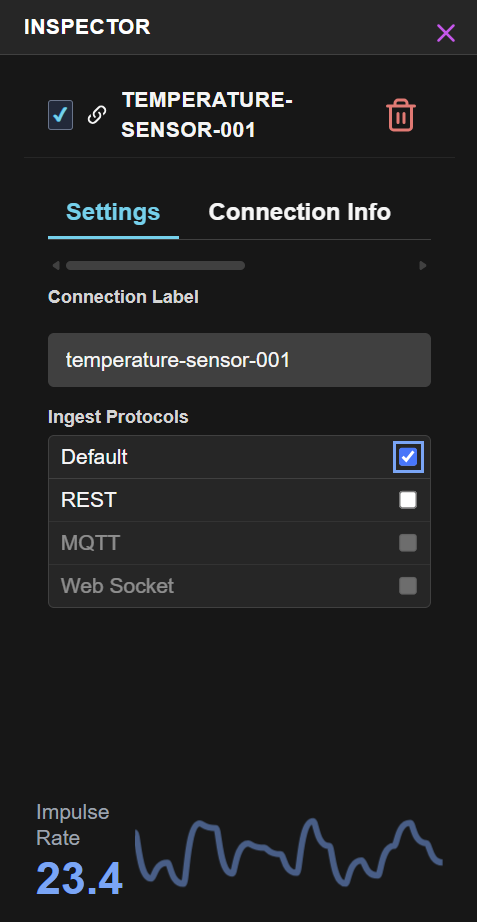 INSPECTOR
TEMPERATURE-
SENSOR-001
Settings Connection Info
Connection Label
temperature-sensor-001
Ingest Protocols
Default
REST
MQTT
Web Socket
Impulse
Rate
23.4